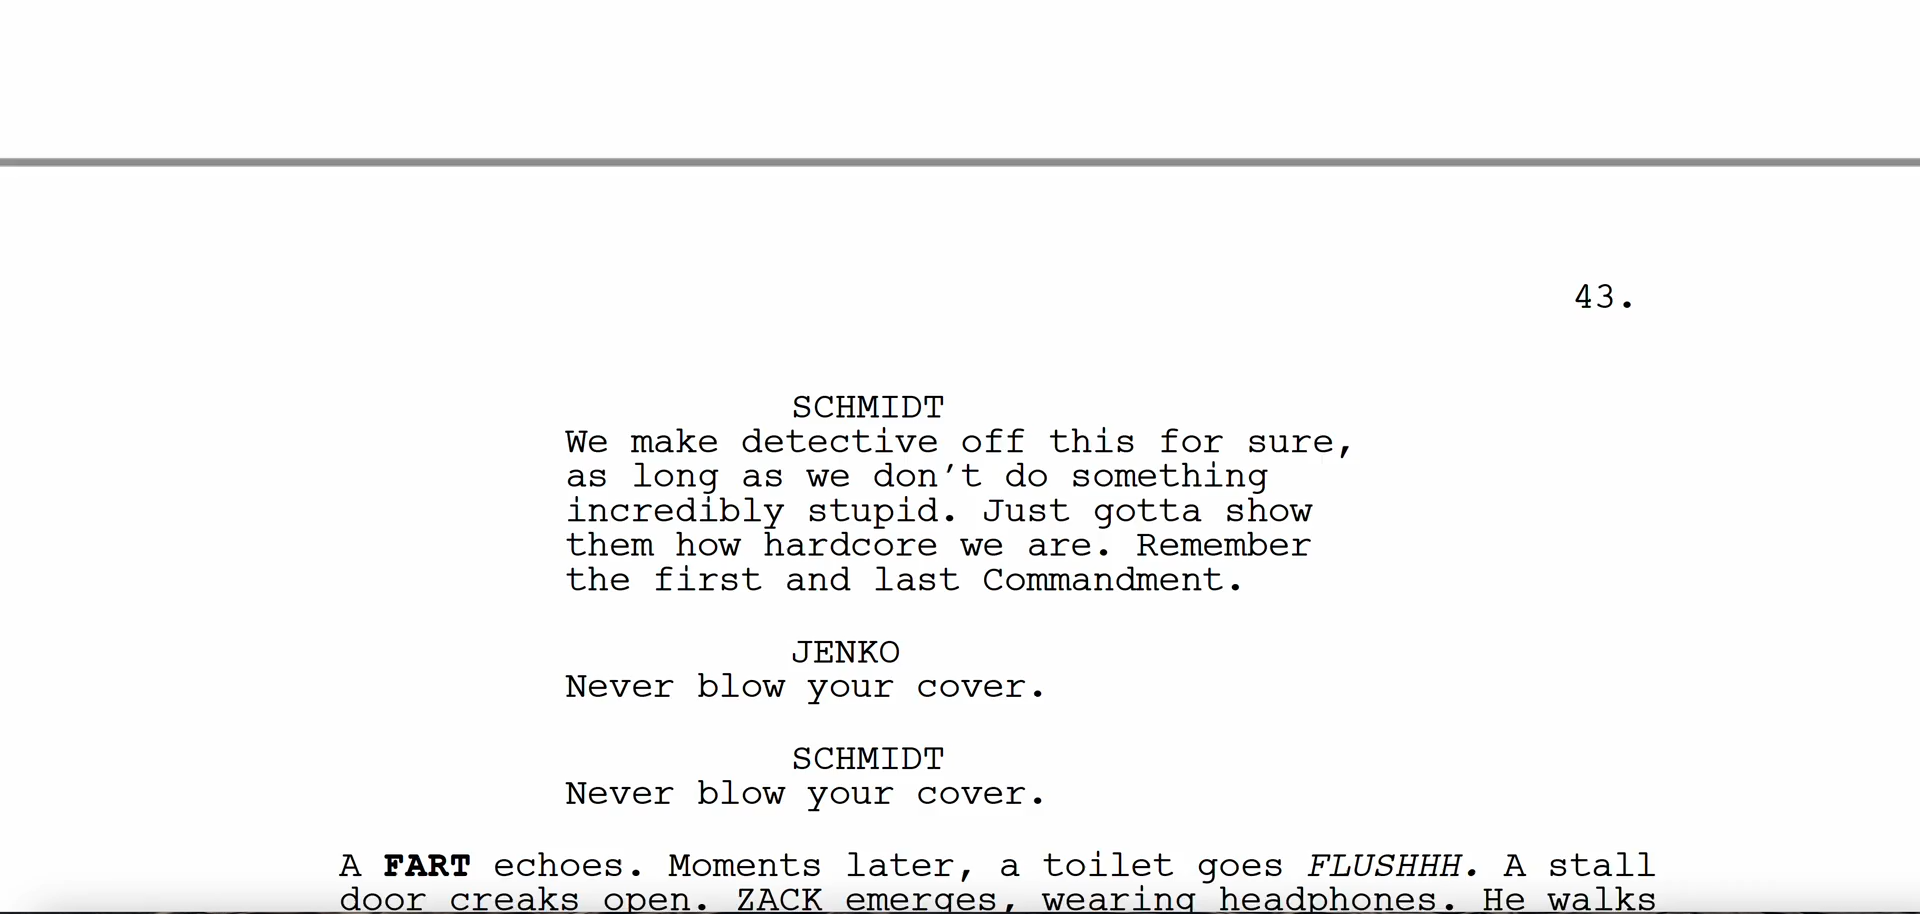 43.
SCHMIDT
We make detective off this for sure,
as long as we don’t do something
incredibly stupid. Just gotta show
them how hardcore we are. Remember
the first and last Commandment.
JENKO
Never blow your cover.
SCHMIDT
Never blow your cover.
A FART echoes. Moments later, a toilet goes FLUSHHH. A stall
door creaks open. ZACK emerges, wearing headphones. He walks